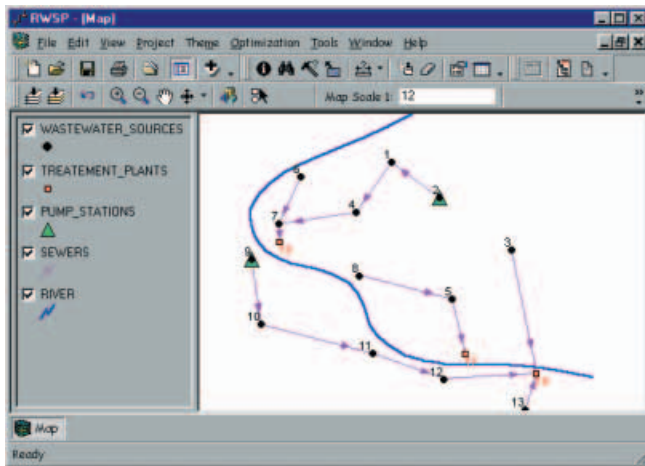 RWSP - [Map]
File Edit View Project Theme Optimization Tools Window Help
Map Scale 1: 12
WASTEWATER_SOURCES
TREATEMENT_PLANTS
PUMP_STATIONS
SEWERS
RIVER
1
6
2
4
7
3
9
8
5
10
11
12
13
Map
Ready